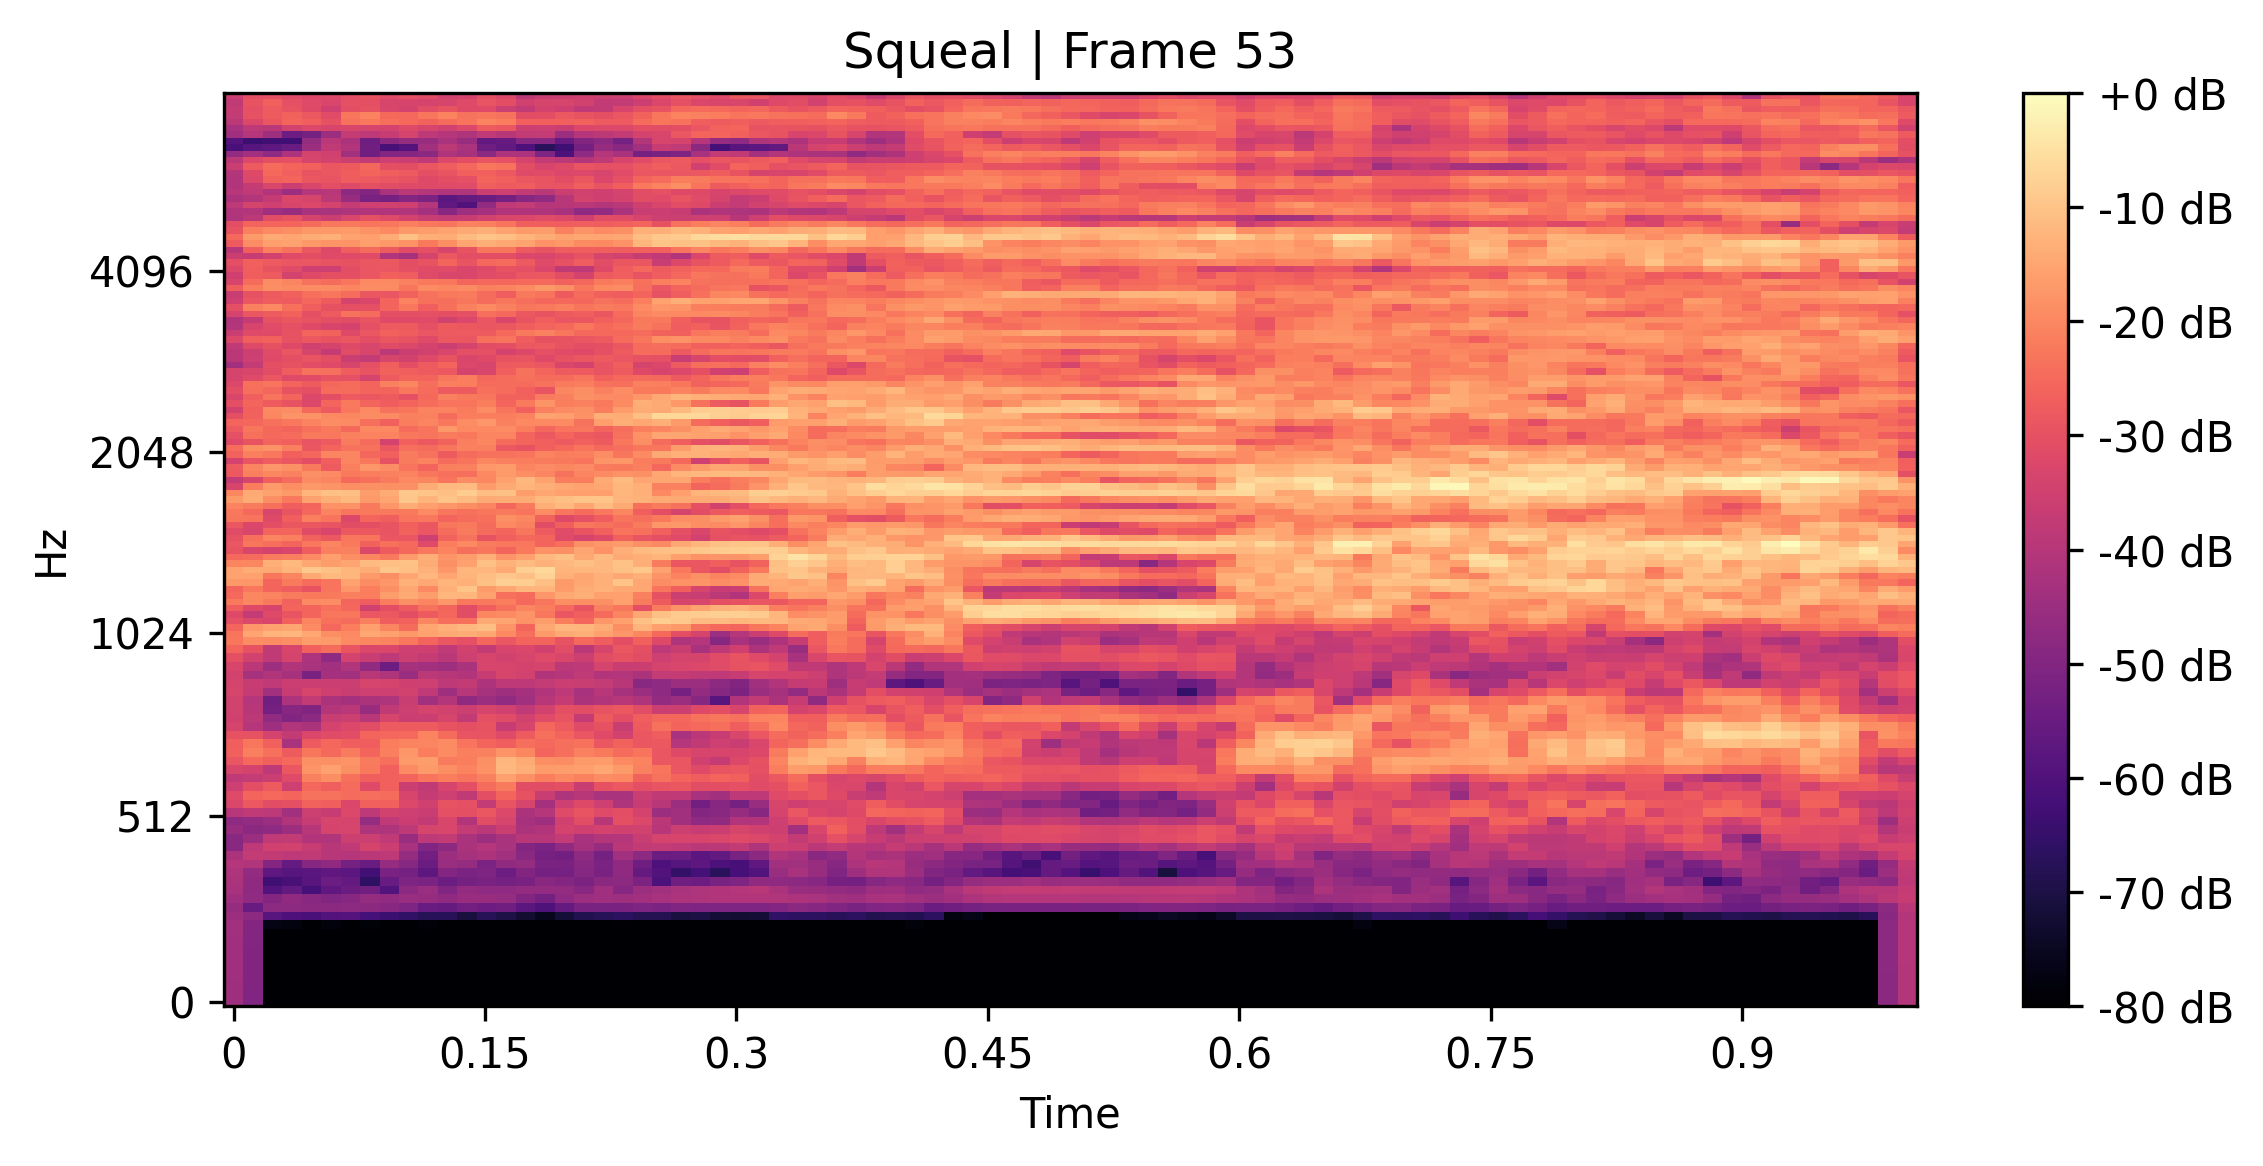 Squeal | Frame 53
Hz
4096
2048
1024
512
0
0 0.15 0.3 0.45 0.6 0.75 0.9
Time
+0 dB
-10 dB
-20 dB
-30 dB
-40 dB
-50 dB
-60 dB
-70 dB
-80 dB